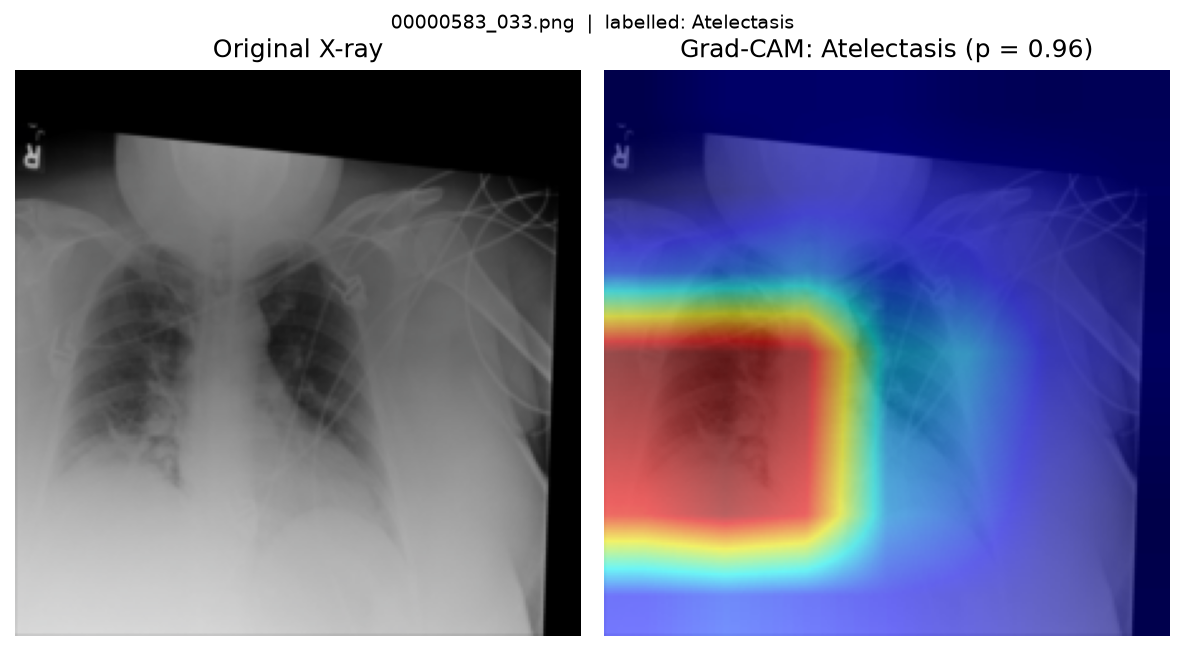 00000583_033.png | labelled: Atelectasis
Original X-ray
Grad-CAM: Atelectasis (p = 0.96)
R
R